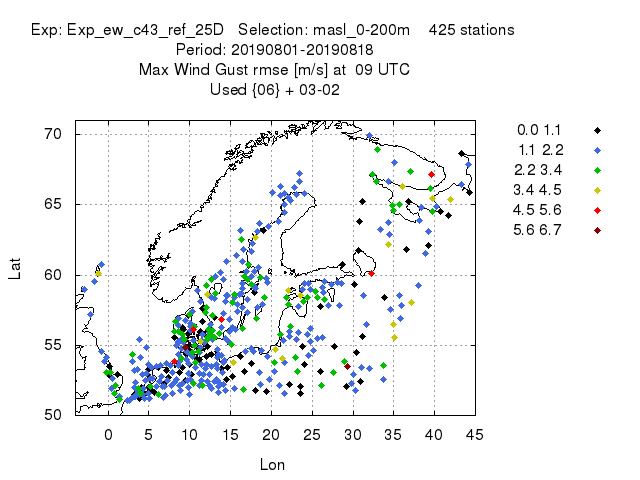 Exp: Exp_ew_c43_ref_25D Selection: masl_0-200m 425 stations
Period: 20190801-20190818
Max Wind Gust rmse [m/s] at 09 UTC
Used {06} + 03-02
0.0 1.1
1.1 2.2
2.2 3.4
3.4 4.5
4.5 5.6
5.6 6.7
Lat
70
65
60
55
50
0 5 10 15 20 25 30 35 40 45
Lon